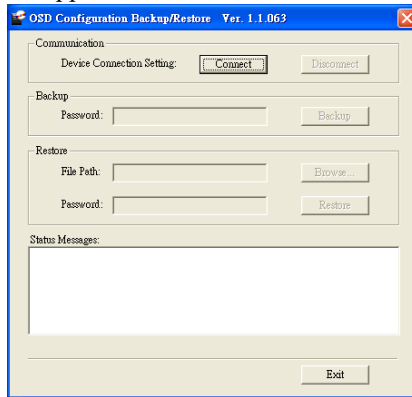 OSD Configuration Backup/Restore Ver. 1.1.063
Communication
Device Connection Setting: Connect Disconnect
Backup
Password: Backup
Restore
File Path: Browse...
Password: Restore
Status Messages:
Exit